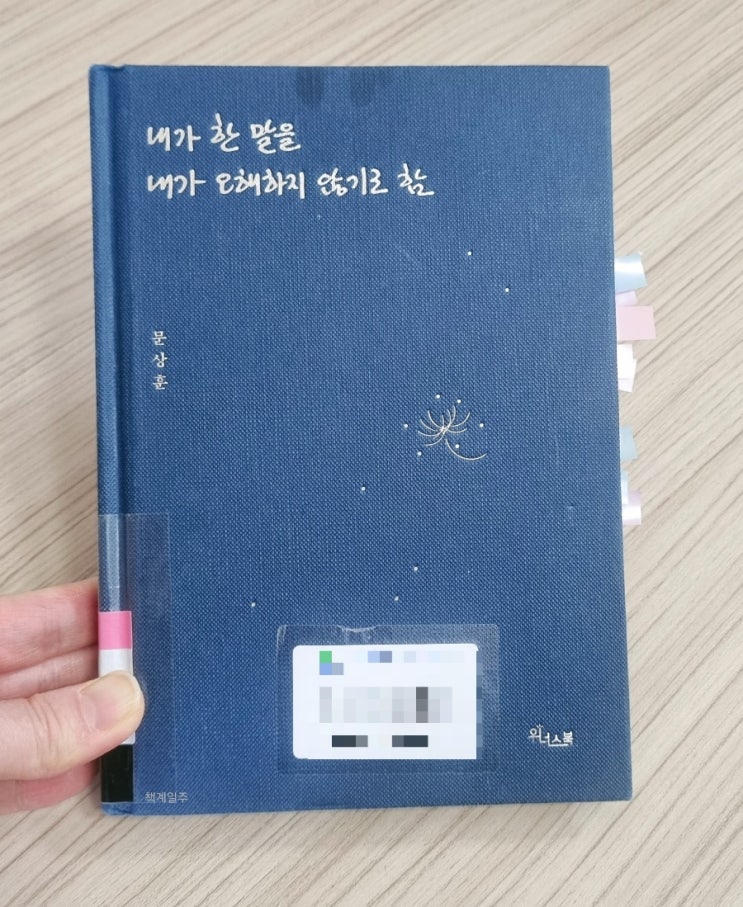 내가 한 말을
내가 오해하지 않기로 함
문상훈
위너스북
책계일주